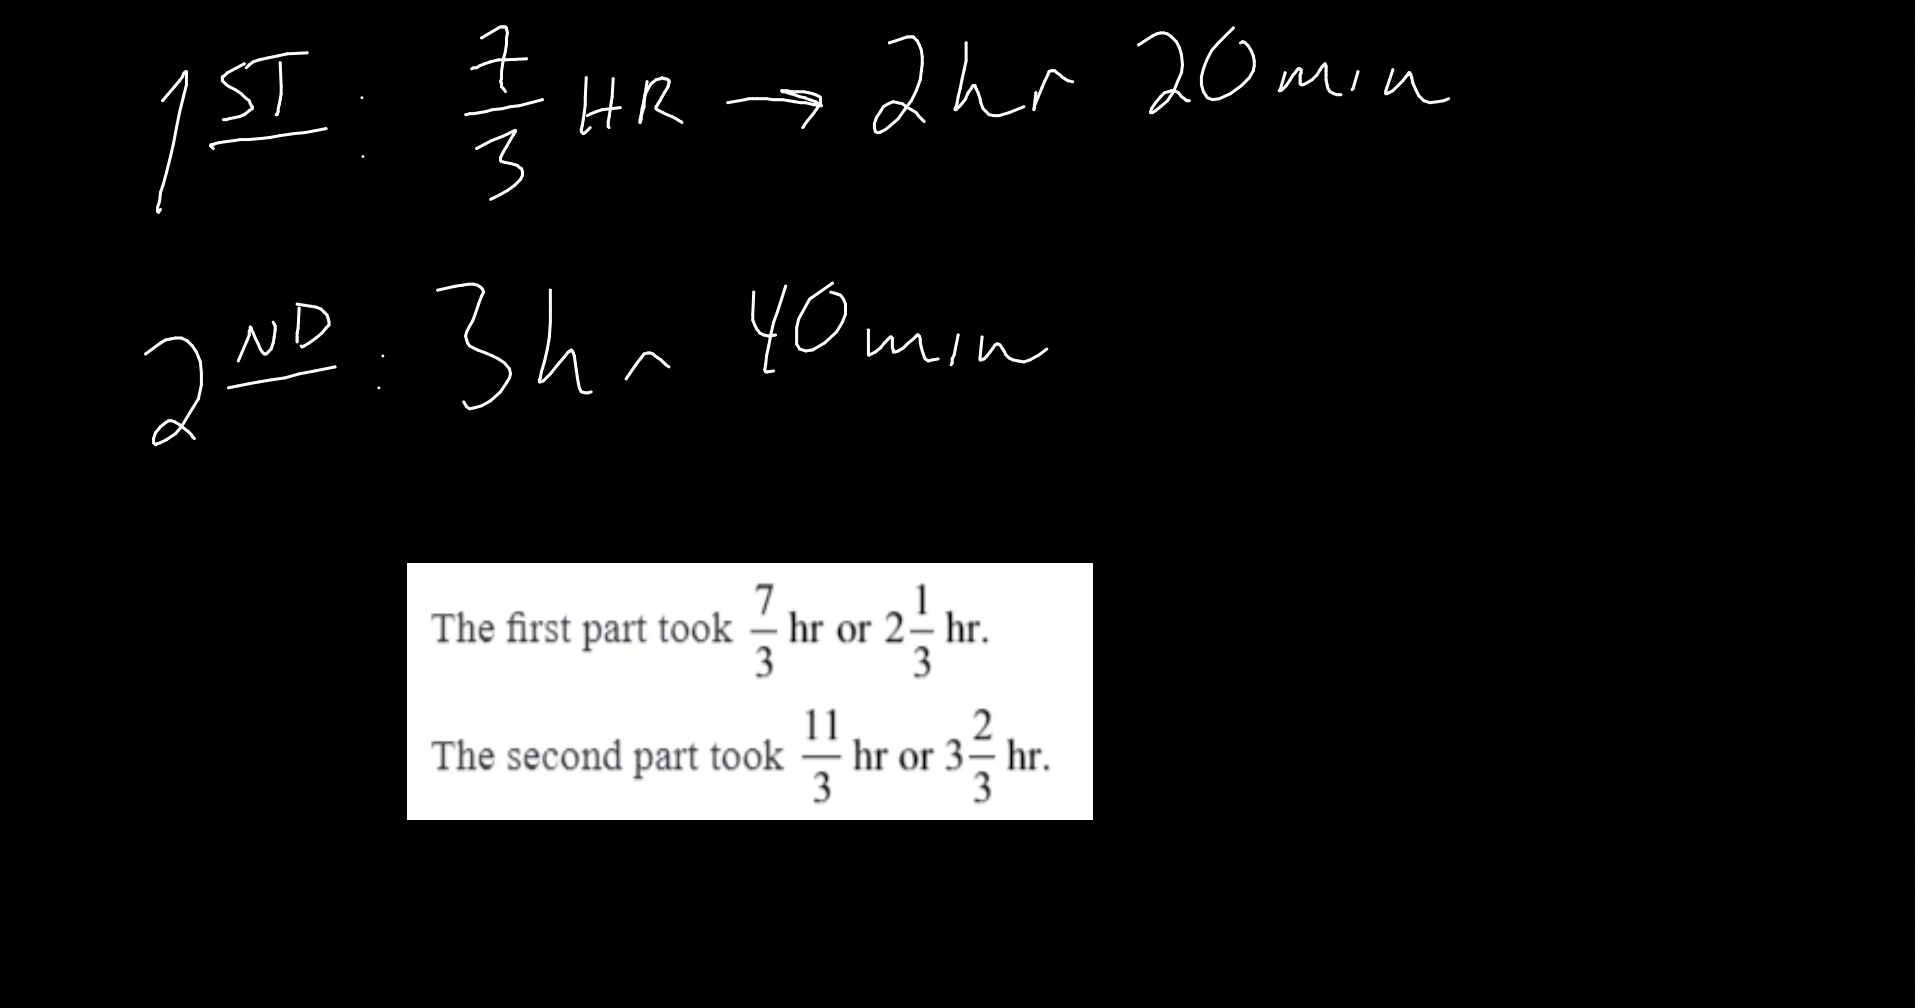 1ST: 7/3 HR → 2hr 20min
2ND: 3hr 40min
The first part took 7/3 hr or 2 1/3 hr.
The second part took 11/3 hr or 3 2/3 hr.